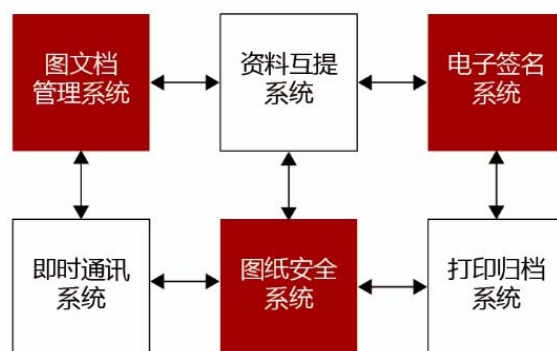 图文档
管理系统
资料互提
系统
电子签名
系统
即时通讯
系统
图纸安全
系统
打印归档
系统